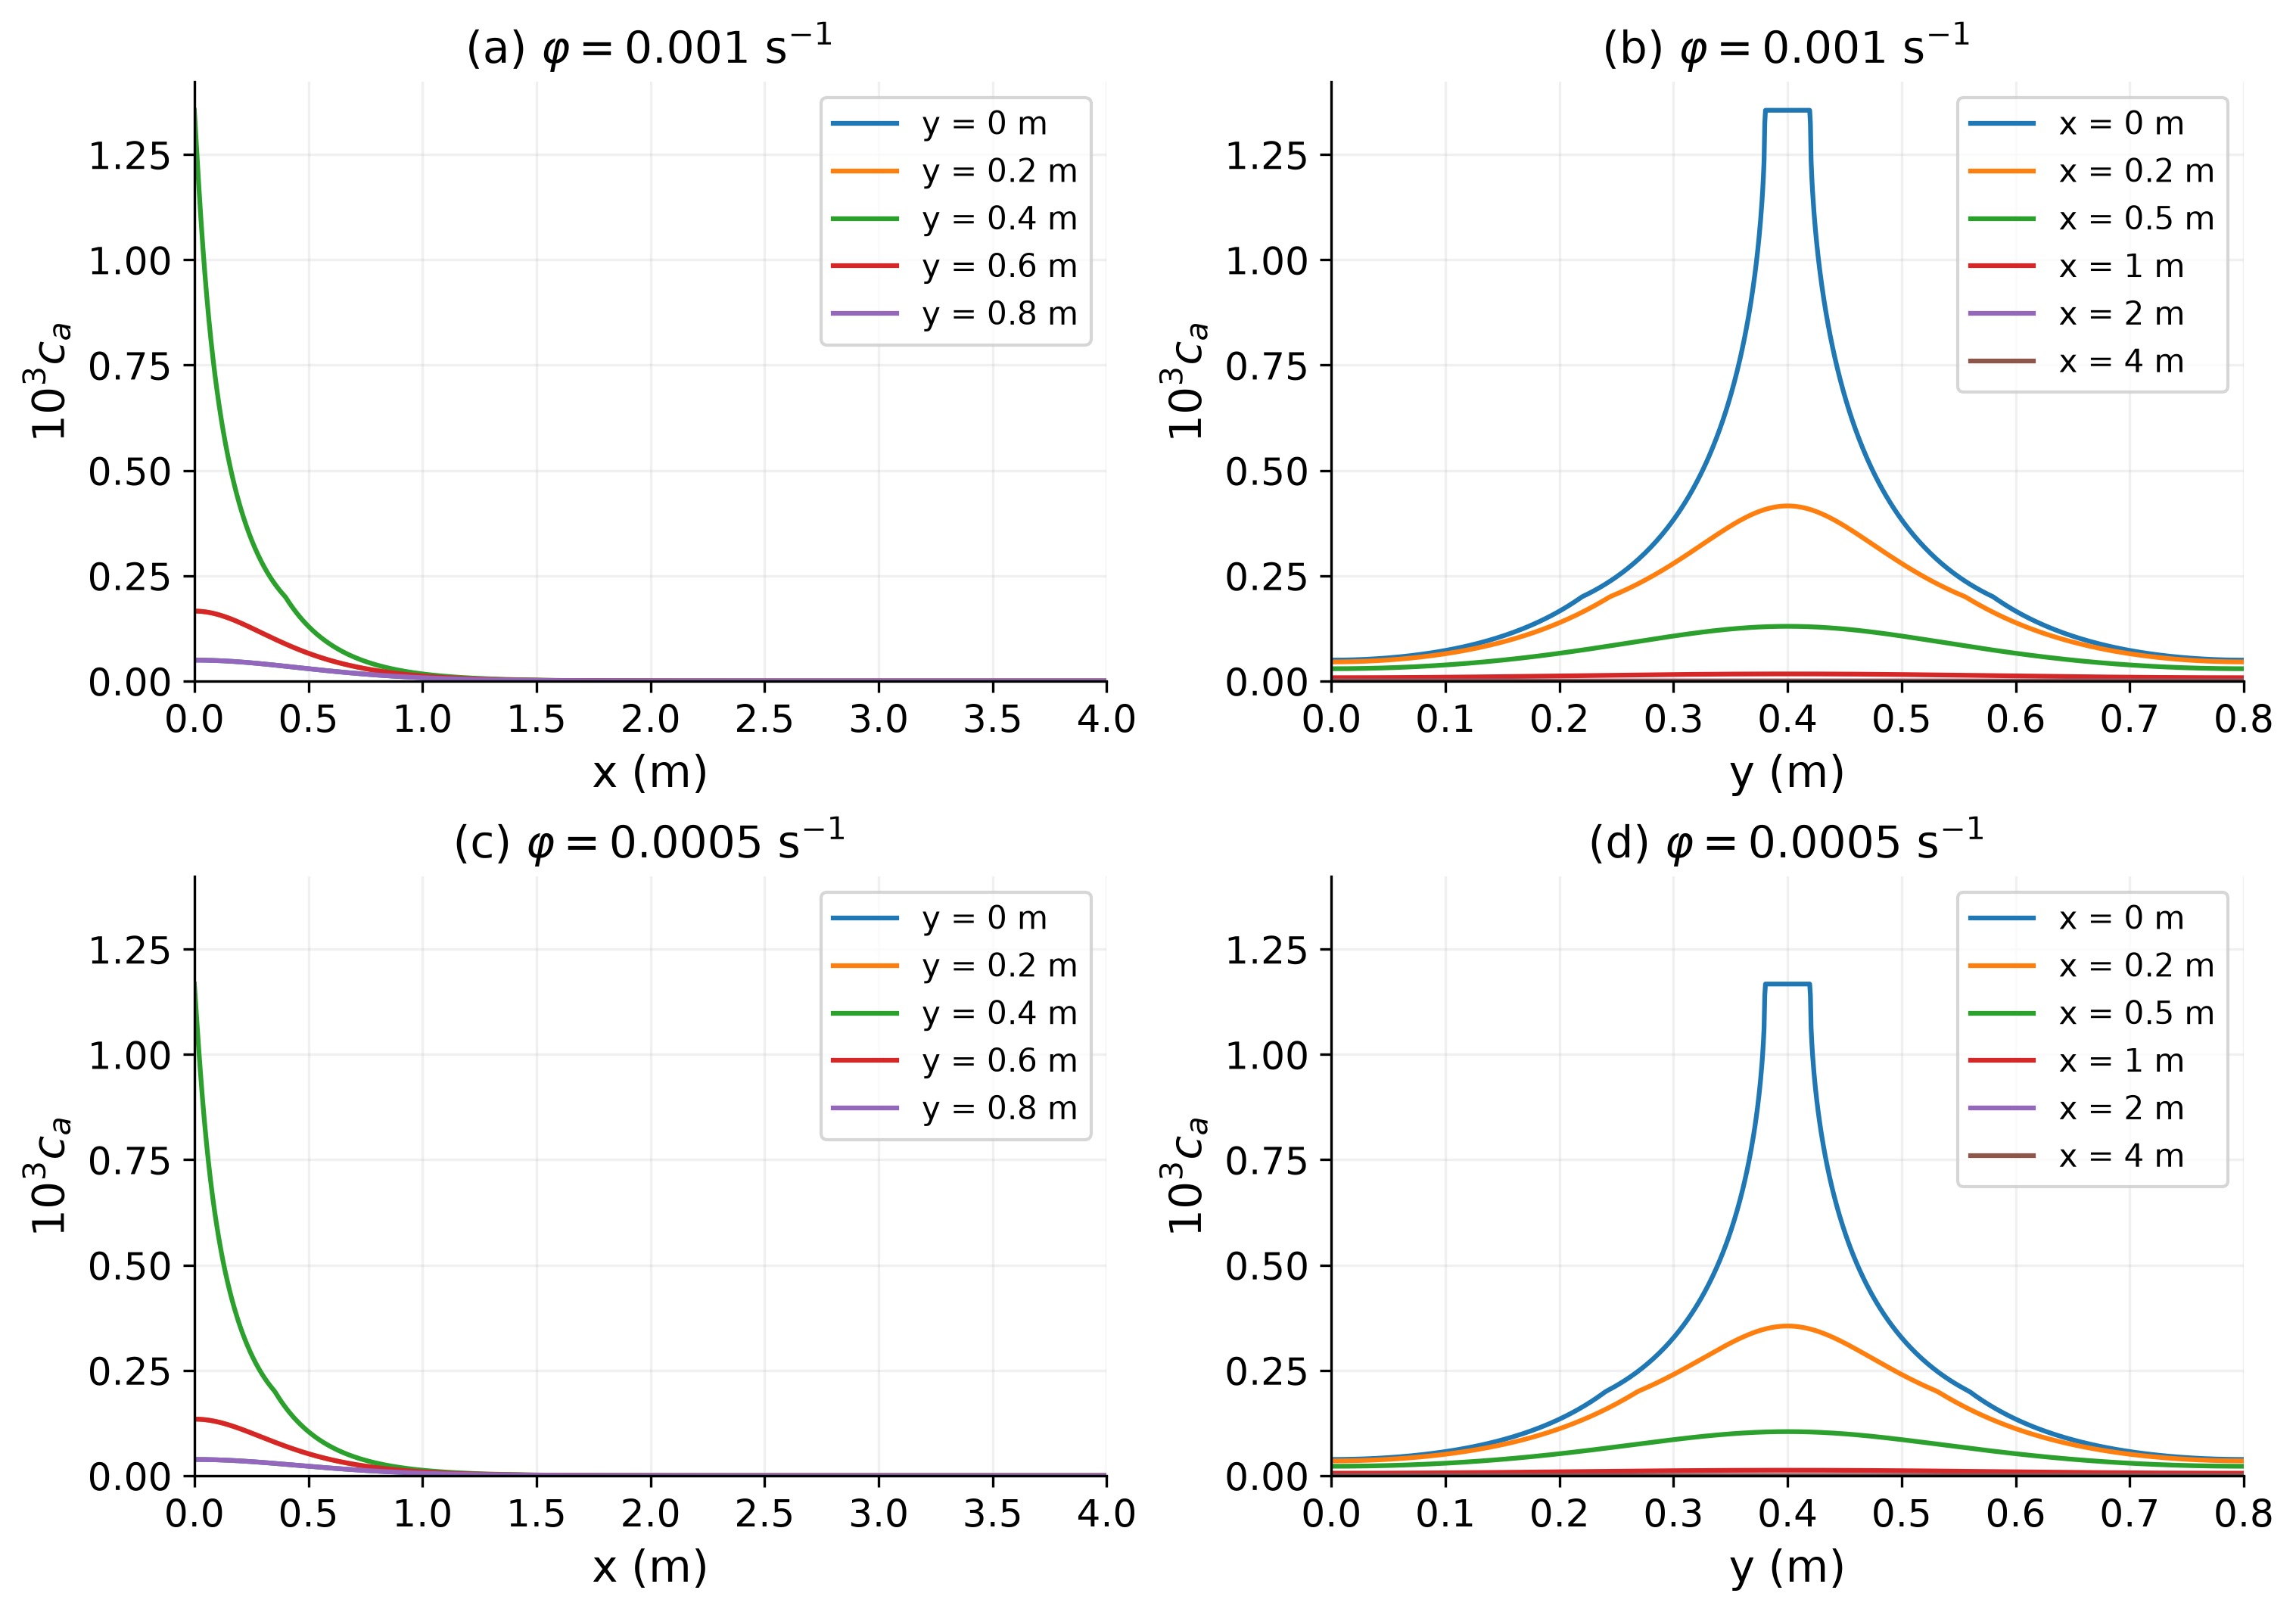 (a) φ = 0.001 s⁻¹
10³cₐ
1.25
1.00
0.75
0.50
0.25
0.00
y = 0 m
y = 0.2 m
y = 0.4 m
y = 0.6 m
y = 0.8 m
0.0 0.5 1.0 1.5 2.0 2.5 3.0 3.5 4.0
x (m)
(b) φ = 0.001 s⁻¹
10³cₐ
1.25
1.00
0.75
0.50
0.25
0.00
x = 0 m
x = 0.2 m
x = 0.5 m
x = 1 m
x = 2 m
x = 4 m
0.0 0.1 0.2 0.3 0.4 0.5 0.6 0.7 0.8
y (m)
(c) φ = 0.0005 s⁻¹
10³cₐ
1.25
1.00
0.75
0.50
0.25
0.00
y = 0 m
y = 0.2 m
y = 0.4 m
y = 0.6 m
y = 0.8 m
0.0 0.5 1.0 1.5 2.0 2.5 3.0 3.5 4.0
x (m)
(d) φ = 0.0005 s⁻¹
10³cₐ
1.25
1.00
0.75
0.50
0.25
0.00
x = 0 m
x = 0.2 m
x = 0.5 m
x = 1 m
x = 2 m
x = 4 m
0.0 0.1 0.2 0.3 0.4 0.5 0.6 0.7 0.8
y (m)